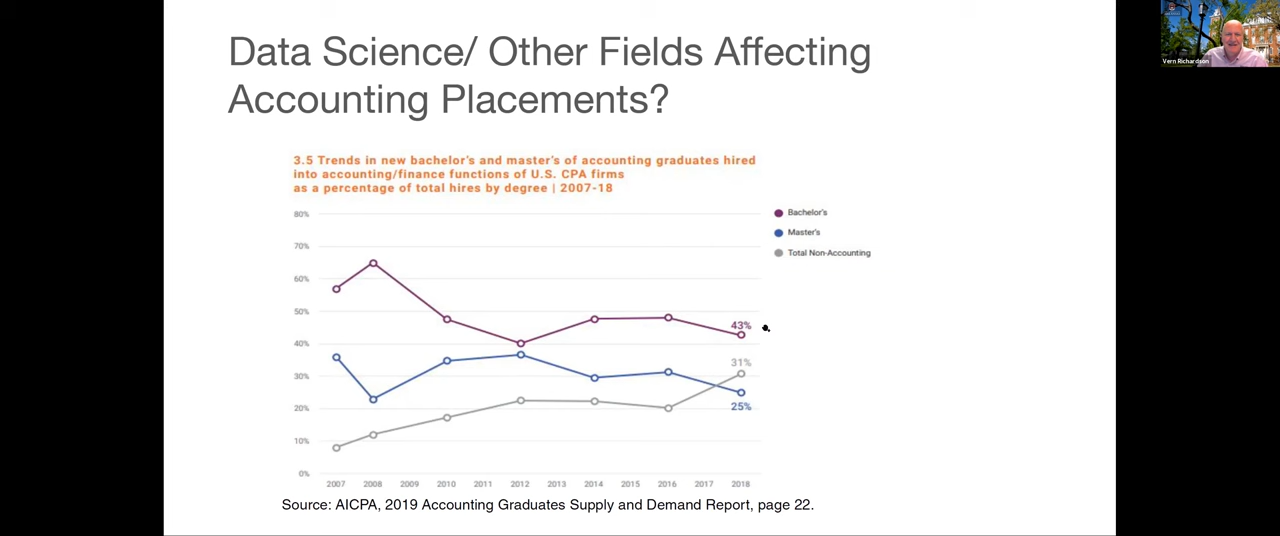 Data Science/ Other Fields Affecting
Accounting Placements?
Vern Richardson
3.5 Trends in new bachelor's and master's of accounting graduates hired
into accounting/finance functions of U.S. CPA firms
as a percentage of total hires by degree | 2007-18
80%
70%
60%
50%
40%
30%
20%
10%
0%
Bachelor's
Master's
Total Non-Accounting
43%
31%
25%
2007 2008 2009 2010 2011 2012 2013 2014 2015 2016 2017 2018
Source: AICPA, 2019 Accounting Graduates Supply and Demand Report, page 22.